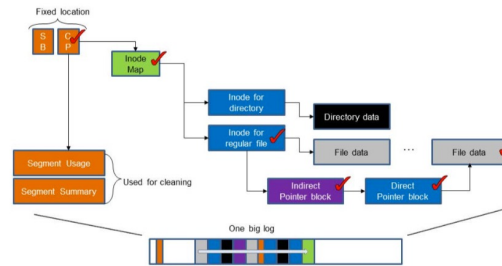 Fixed location
S
B
C
P
Inode
Map
Inode for
directory
Directory data
Inode for
regular file
File data
...
File data
Segment Usage
Segment Summary
Used for cleaning
Indirect
Pointer block
Direct
Pointer block
One big log